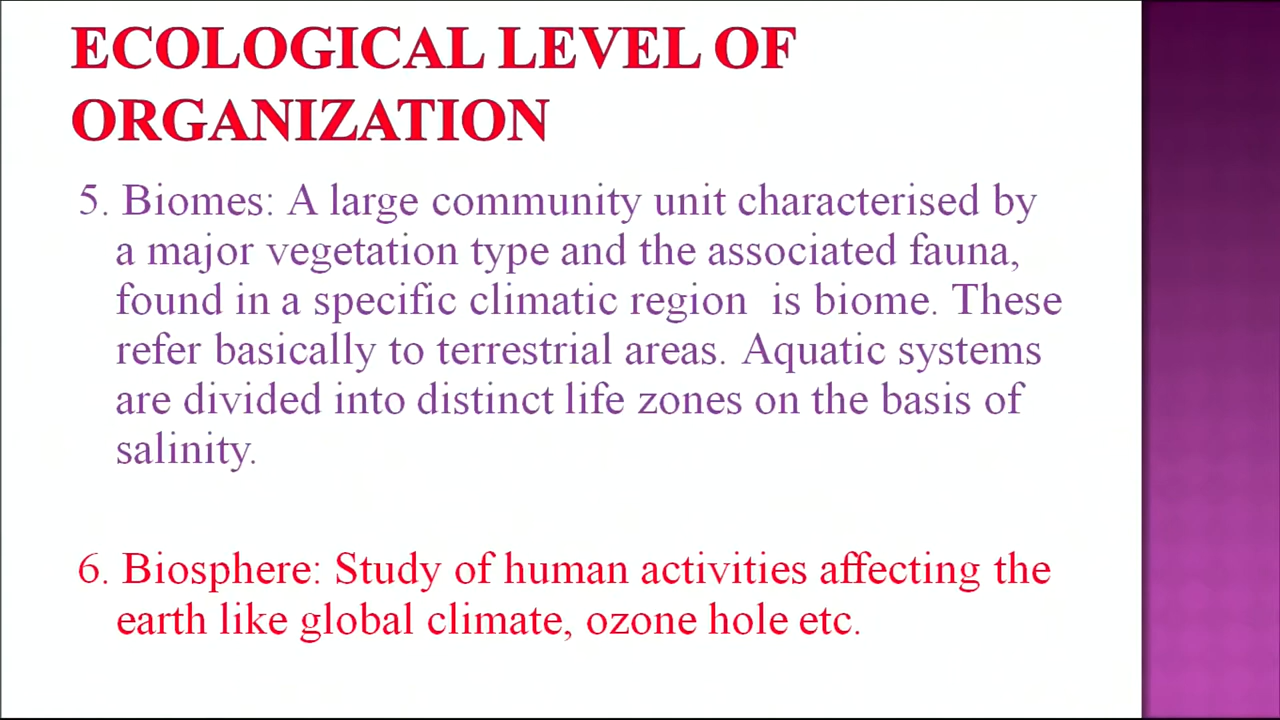 ECOLOGICAL LEVEL OF
ORGANIZATION
5. Biomes: A large community unit characterised by
a major vegetation type and the associated fauna,
found in a specific climatic region is biome. These
refer basically to terrestrial areas. Aquatic systems
are divided into distinct life zones on the basis of
salinity.
6. Biosphere: Study of human activities affecting the
earth like global climate, ozone hole etc.